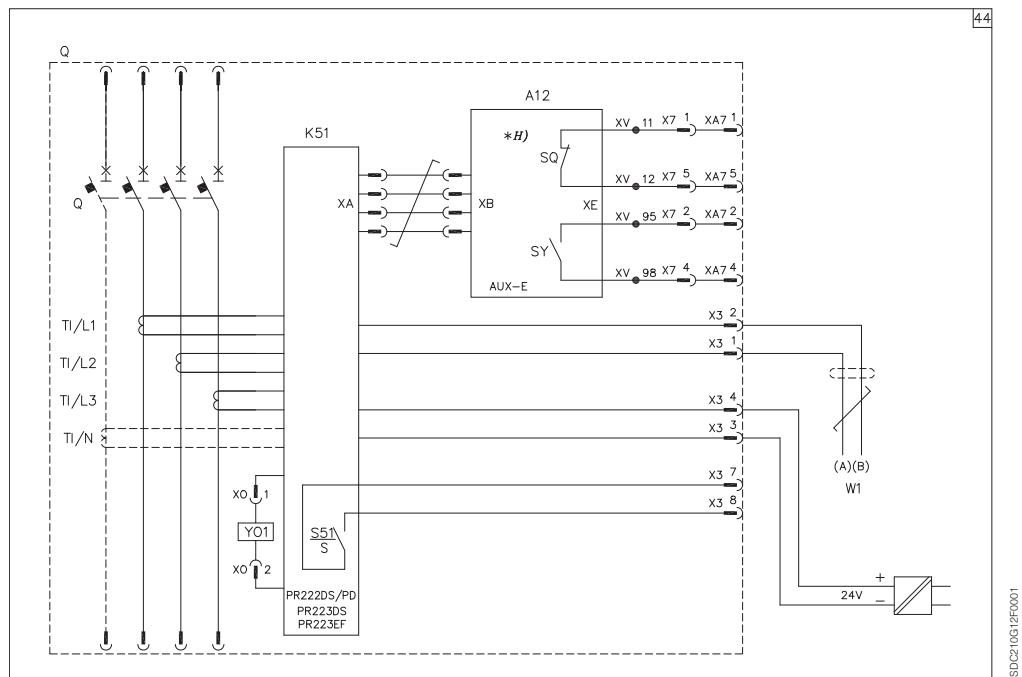 44
Q
A12
K51
*H)
XV 11 X7 1 XA7 1
SQ
XA
XB
XE
XV 12 X7 5 XA7 5
Q
XV 95 X7 2 XA7 2
SY
XV 98 X7 4 XA7 4
AUX-E
TI/L1
X3 2
TI/L2
X3 1
TI/L3
X3 4
TI/N
X3 3
(A)(B)
W1
X3 7
XO 1
X3 8
YO1
S51
S
XO 2
PR222DS/PD
PR223DS
PR223EF
+
24V
–
SDC210G12F0001